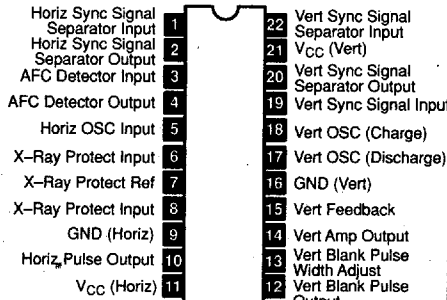 Horiz Sync Signal
Separator Input 1
Horiz Sync Signal
Separator Output 2
AFC Detector Input 3
AFC Detector Output 4
Horiz OSC Input 5
X–Ray Protect Input 6
X–Ray Protect Ref 7
X–Ray Protect Input 8
GND (Horiz) 9
Horiz Pulse Output 10
VCC (Horiz) 11
22 Vert Sync Signal
Separator Input
21 VCC (Vert)
20 Vert Sync Signal
Separator Output
19 Vert Sync Signal Input
18 Vert OSC (Charge)
17 Vert OSC (Discharge)
16 GND (Vert)
15 Vert Feedback
14 Vert Amp Output
13 Vert Blank Pulse
Width Adjust
12 Vert Blank Pulse
Output